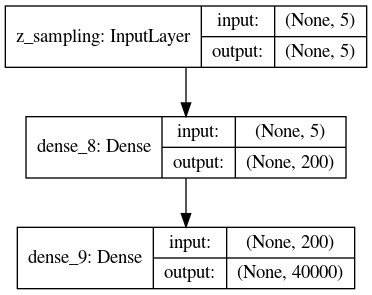 z_sampling: InputLayer
input:
(None, 5)
output:
(None, 5)
dense_8: Dense
input:
(None, 5)
output:
(None, 200)
dense_9: Dense
input:
(None, 200)
output:
(None, 40000)